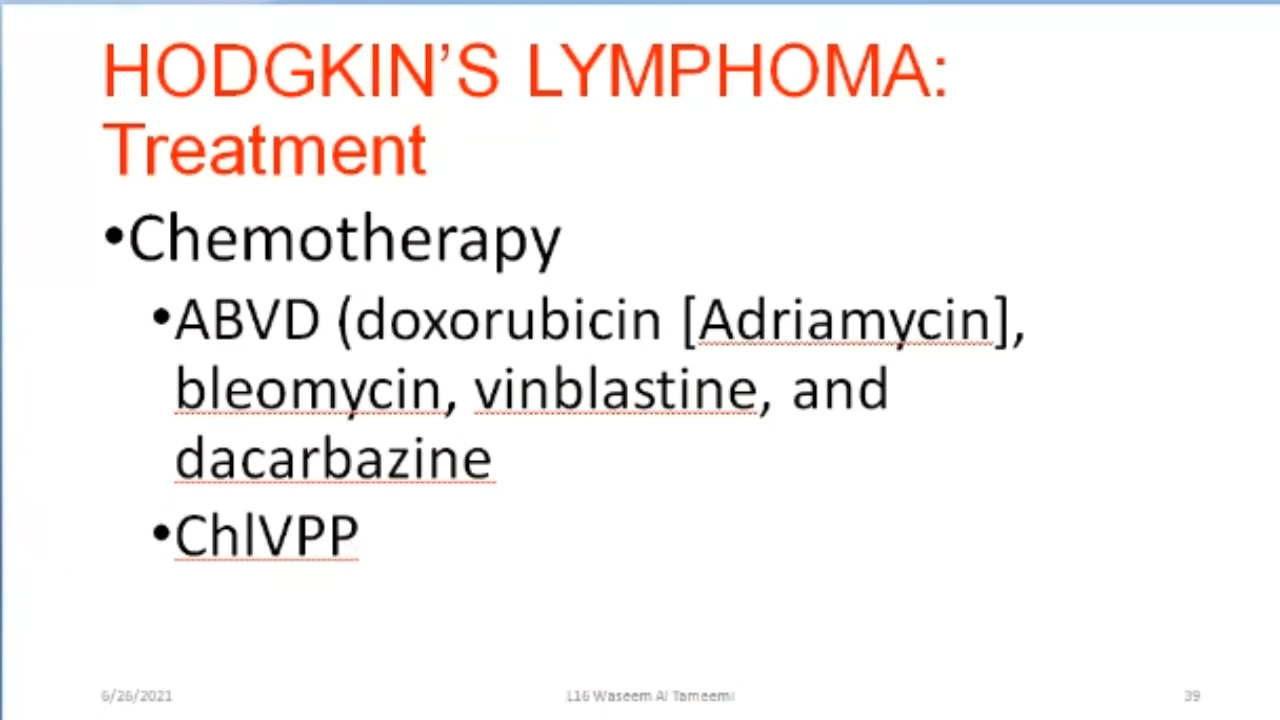 HODGKIN’S LYMPHOMA:
Treatment
•Chemotherapy
•ABVD (doxorubicin [Adriamycin],
bleomycin, vinblastine, and
dacarbazine
•ChlVPP
6/26/2021
L16 Waseem Al Tameemi
39